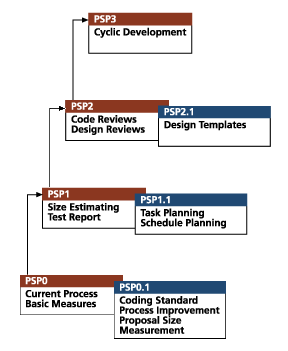 PSP3
Cyclic Development
PSP2
Code Reviews
Design Reviews
PSP2.1
Design Templates
PSP1
Size Estimating
Test Report
PSP1.1
Task Planning
Schedule Planning
PSP0
Current Process
Basic Measures
PSP0.1
Coding Standard
Process Improvement
Proposal Size
Measurement